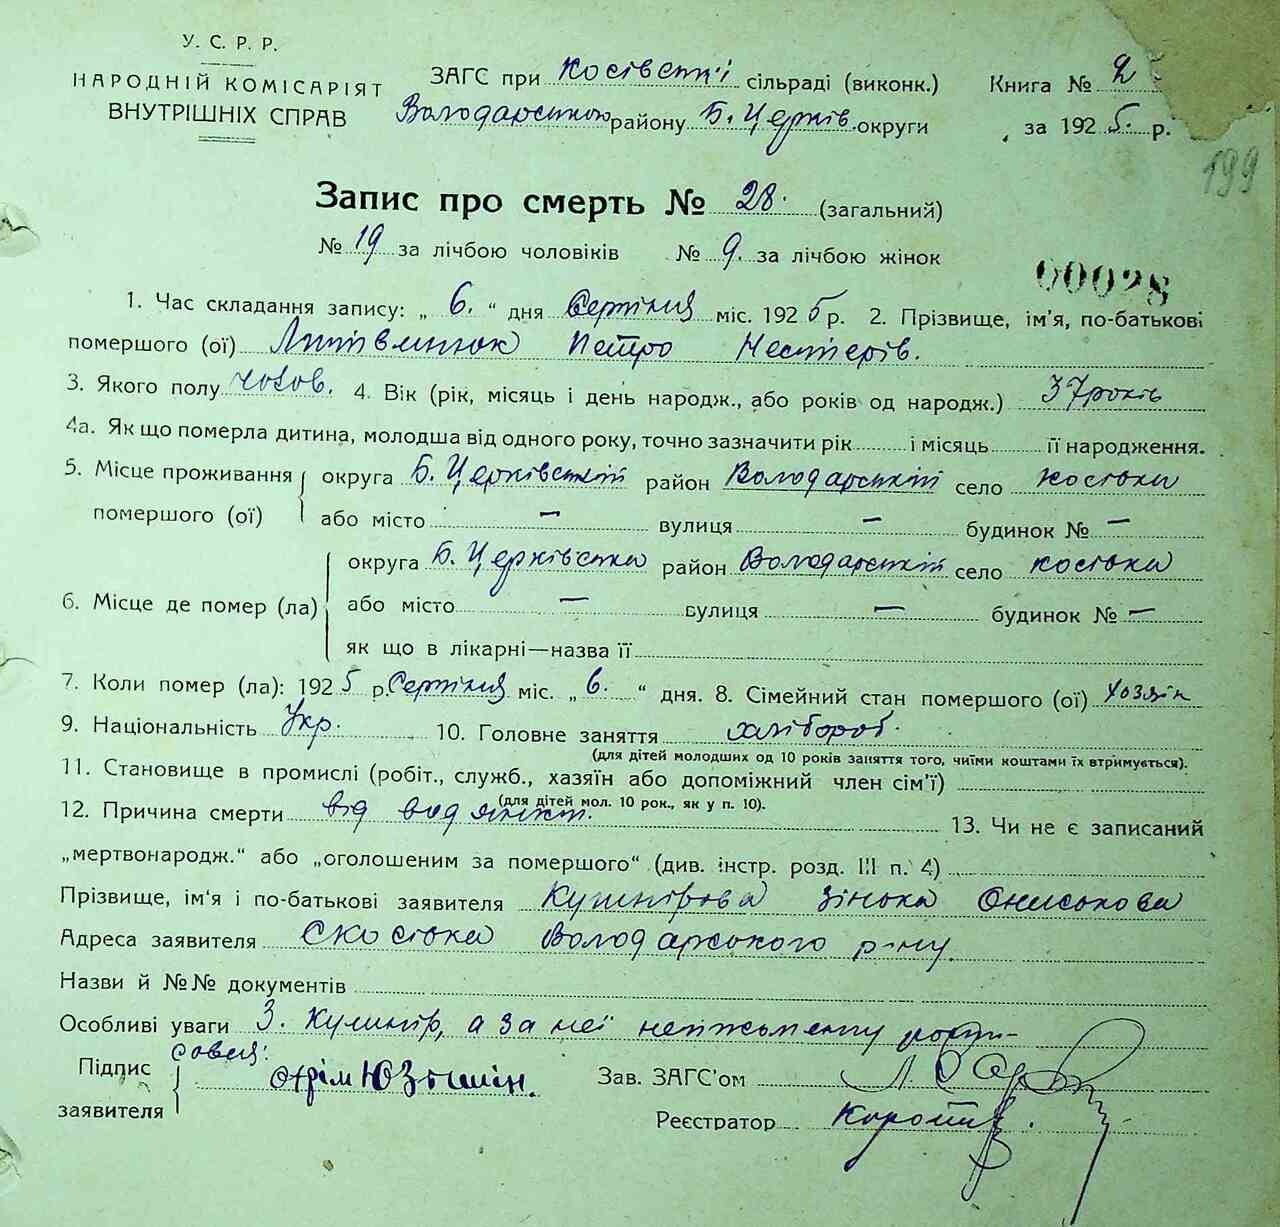 У. С. Р. Р.
НАРОДНІЙ КОМІСАРІЯТ
ВНУТРІШНІХ СПРАВ
ЗАГС при Косівській сільраді (виконк.)
Володарського району Б. Церків. округи
Книга № 2
за 1925 р.
199
Запис про смерть № 28. (загальний)
№ 19 за лічбою чоловіків № 9. за лічбою жінок
00028
1. Час складання запису: „ 6. “ дня Серпіння міс. 1925 р. 2. Прізвище, ім'я, по-батькові
помершого (ої) Литівлинюк Петро Нестерів.
3. Якого полу чолов. 4. Вік (рік, місяць і день народж., або років од народж.) 37 років
4а. Як що померла дитина, молодша від одного року, точно зазначити рік і місяць її народження.
5. Місце проживання помершого (ої) округа Б. Церківській район Володарській село Косівка
або місто — вулиця — будинок № —
6. Місце де помер (ла) округа Б. Церківська район Володарській село Косівка
або місто — вулиця — будинок № —
як що в лікарні—назва її
7. Коли помер (ла): 1925 р. Серпіння міс. „ 6. “ дня. 8. Сімейний стан помершого (ої) хозяїн
9. Національність Укр. 10. Головне заняття хлібороб.
(для дітей молодших од 10 років заняття того, чиїми коштами їх втримується).
11. Становище в промислі (робіт., служб., хазяїн або допоміжний член сім'ї)
(для дітей мол. 10 рок., як у п. 10).
12. Причина смерти від водянки. 13. Чи не є записаний
„мертвонародж.“ або „оголошеним за помершого“ (див. інстр. розд. III п. 4)
Прізвище, ім'я і по-батькові заявителя Кушнірова Зінька Ониськова
Адреса заявителя С Косівка Володарського р-ну.
Назви й №№ документів
Особливі уваги З. Кушнір, а за неї неписьменну розпи-
сався:
Підпис заявителя
Зав. ЗАГС'ом
Реєстратор